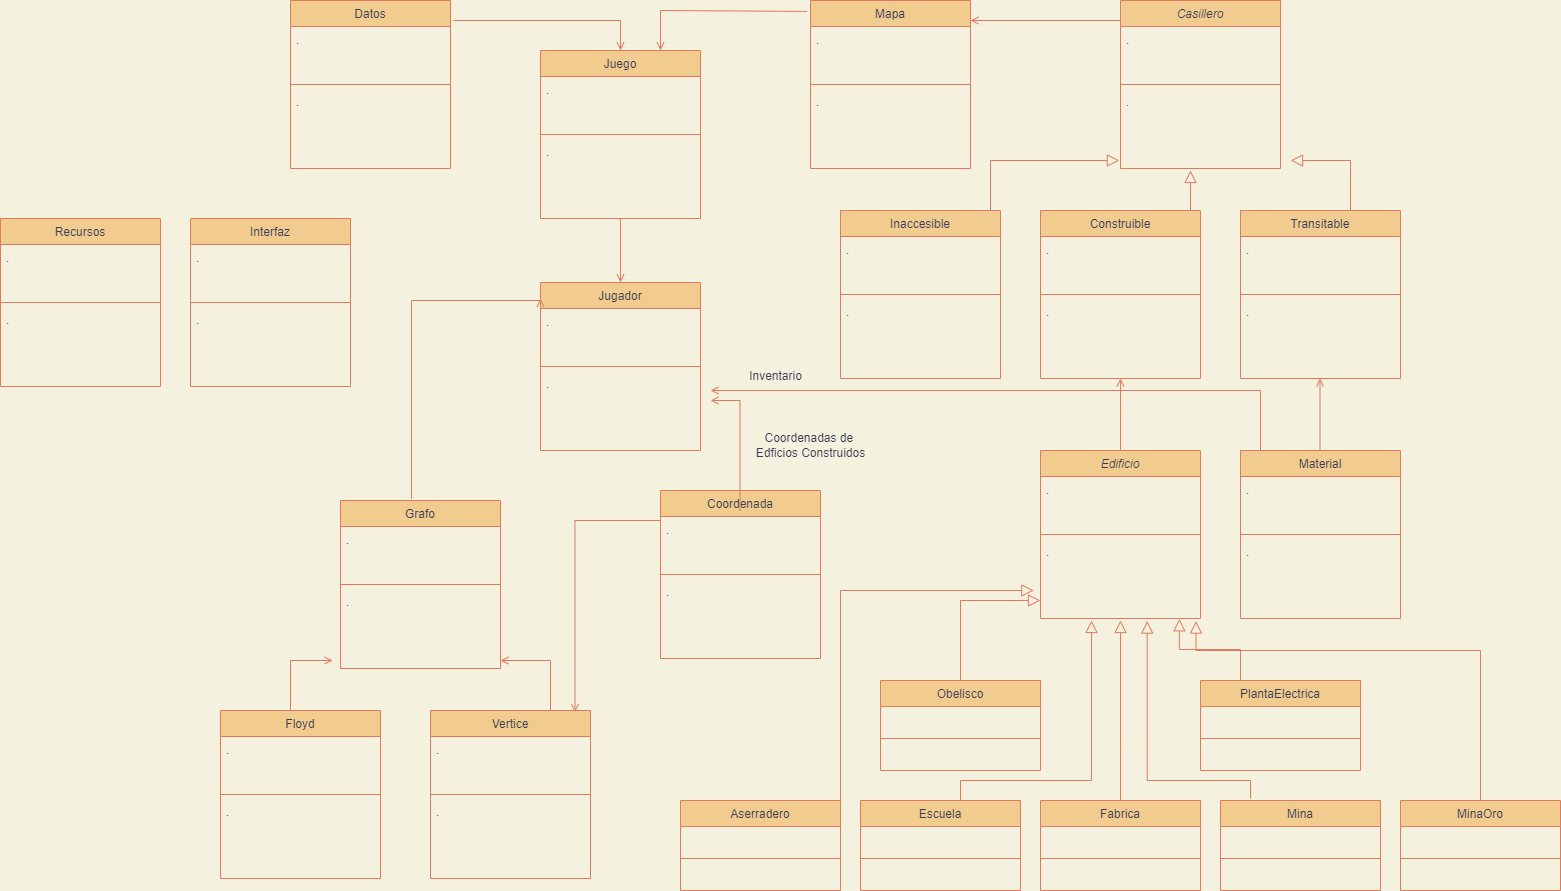 Datos
Mapa
Casillero
Juego
Recursos
Interfaz
Inaccesible
Construible
Transitable
Jugador
Inventario
Coordenadas de
Edficios Construidos
Edificio
Material
Grafo
Coordenada
Obelisco
PlantaElectrica
Floyd
Vertice
Aserradero
Escuela
Fabrica
Mina
MinaOro